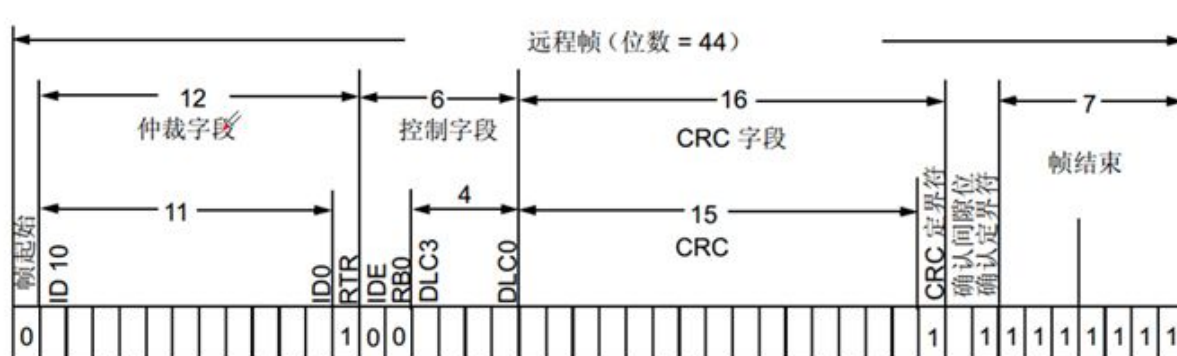 远程帧（位数 = 44）
12
6
16
7
仲裁字段
控制字段
CRC 字段
帧结束
11
4
15
CRC
帧起始
ID 10
ID0
RTR
IDE
RB0
DLC3
DLC0
CRC 定界符
确认间隙位
确认定界符
0 1 0 0 1 1 1 1 1 1 1 1 1